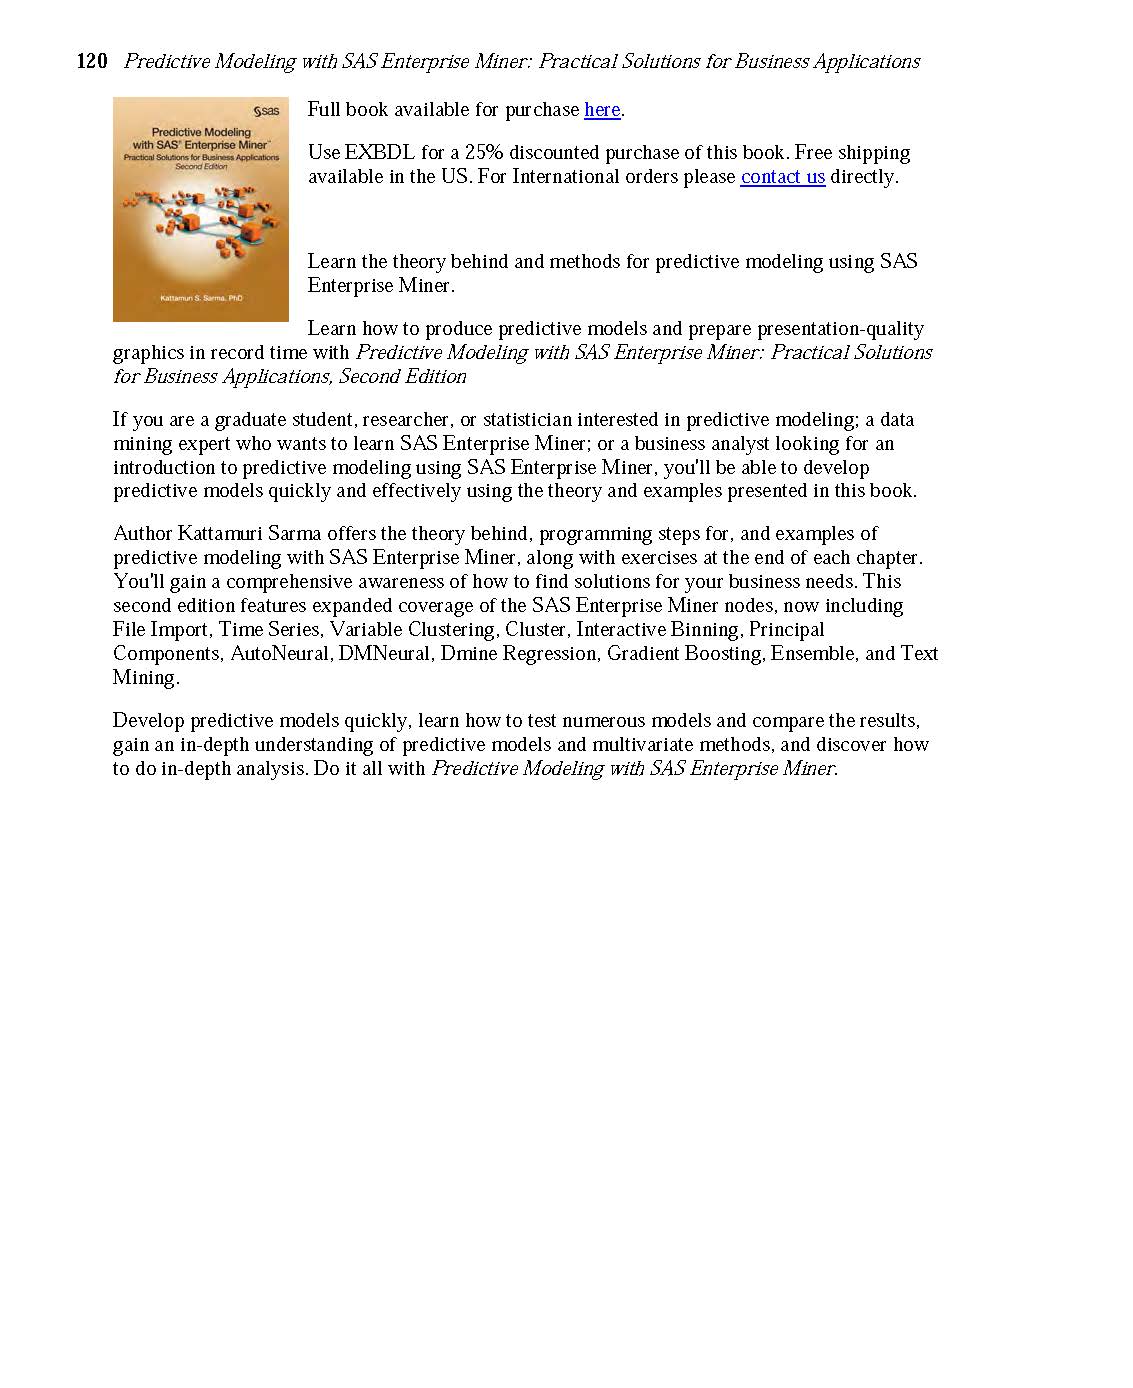 120 Predictive Modeling with SAS Enterprise Miner: Practical Solutions for Business Applications
sas
Predictive Modeling
with SAS® Enterprise Miner™
Practical Solutions for Business Applications
Second Edition
Kattamuri S. Sarma, PhD
Full book available for purchase here.
Use EXBDL for a 25% discounted purchase of this book. Free shipping
available in the US. For International orders please contact us directly.
Learn the theory behind and methods for predictive modeling using SAS
Enterprise Miner.
Learn how to produce predictive models and prepare presentation-quality
graphics in record time with Predictive Modeling with SAS Enterprise Miner: Practical Solutions
for Business Applications, Second Edition
If you are a graduate student, researcher, or statistician interested in predictive modeling; a data
mining expert who wants to learn SAS Enterprise Miner; or a business analyst looking for an
introduction to predictive modeling using SAS Enterprise Miner, you'll be able to develop
predictive models quickly and effectively using the theory and examples presented in this book.
Author Kattamuri Sarma offers the theory behind, programming steps for, and examples of
predictive modeling with SAS Enterprise Miner, along with exercises at the end of each chapter.
You'll gain a comprehensive awareness of how to find solutions for your business needs. This
second edition features expanded coverage of the SAS Enterprise Miner nodes, now including
File Import, Time Series, Variable Clustering, Cluster, Interactive Binning, Principal
Components, AutoNeural, DMNeural, Dmine Regression, Gradient Boosting, Ensemble, and Text
Mining.
Develop predictive models quickly, learn how to test numerous models and compare the results,
gain an in-depth understanding of predictive models and multivariate methods, and discover how
to do in-depth analysis. Do it all with Predictive Modeling with SAS Enterprise Miner.